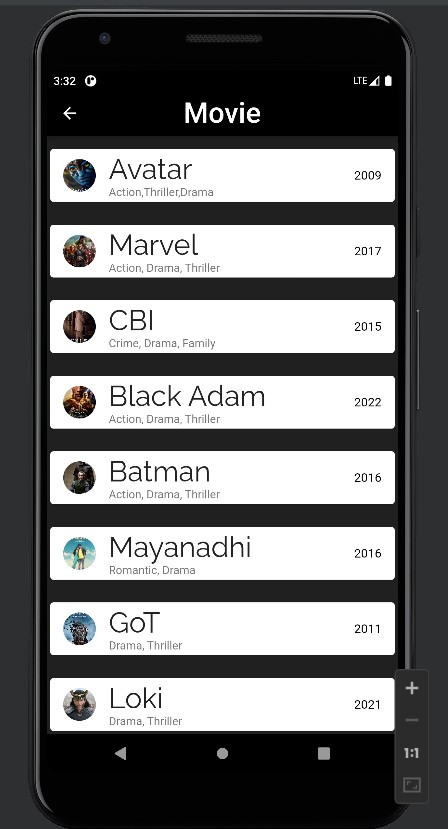 3:32
LTE
Movie
Avatar
2009
Action,Thriller,Drama
Marvel
2017
Action, Drama, Thriller
CBI
2015
Crime, Drama, Family
Black Adam
2022
Action, Drama, Thriller
Batman
2016
Action, Drama, Thriller
Mayanadhi
2016
Romantic, Drama
GoT
2011
Drama, Thriller
Loki
2021
Drama, Thriller
1:1